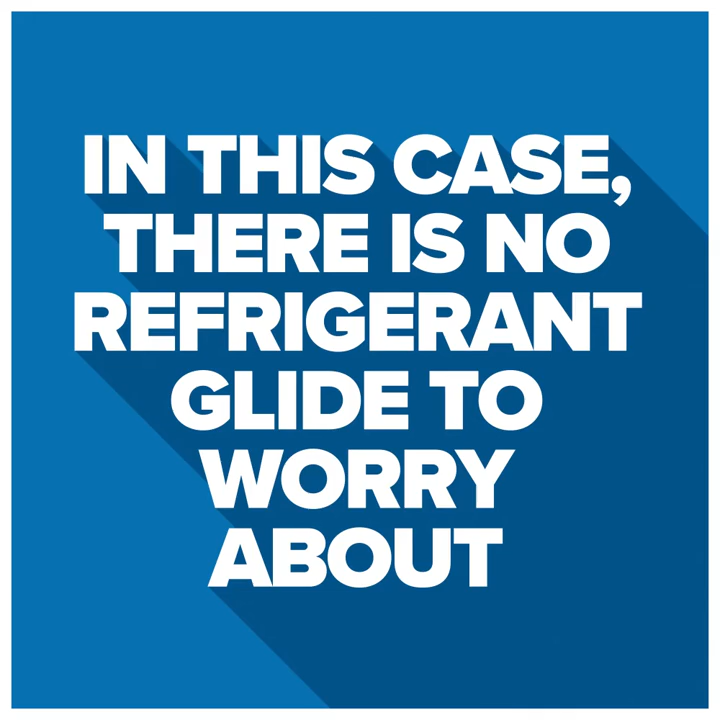 IN THIS CASE,
THERE IS NO
REFRIGERANT
GLIDE TO
WORRY
ABOUT